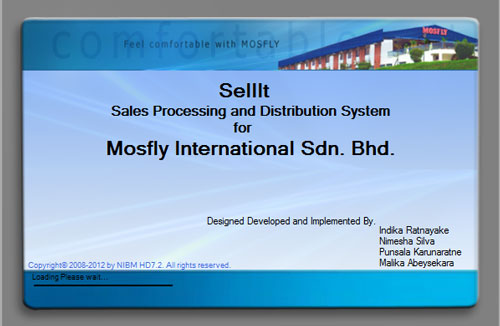 comfortable
Feel comfortable with MOSFLY
MOSFLY
SellIt
Sales Processing and Distribution System
for
Mosfly International Sdn. Bhd.
Designed Developed and Implemented By.
Indika Ratnayake
Nimesha Silva
Punsala Karunaratne
Malika Abeysekara
Copyright® 2008-2012 by NIBM HD7.2. All rights reserved.
Loading Please wait...